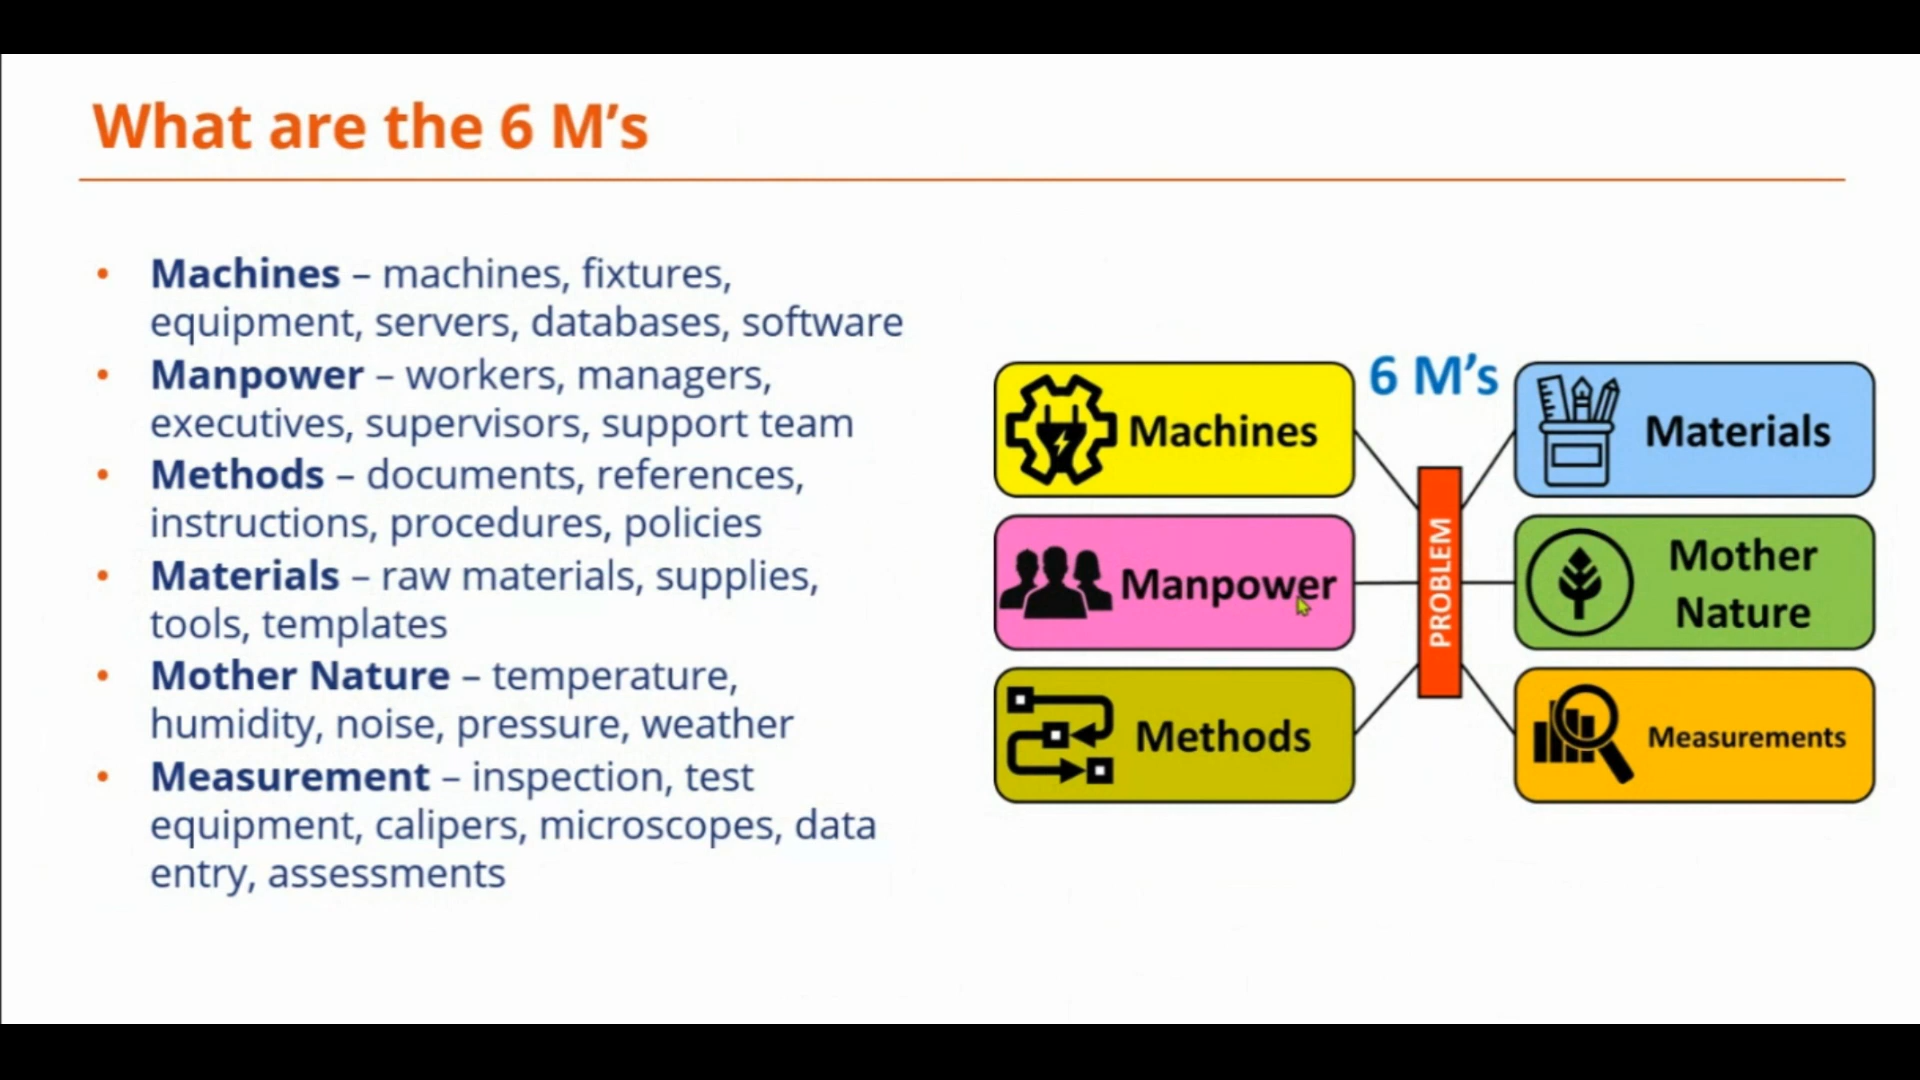 What are the 6 M’s
• Machines – machines, fixtures,
equipment, servers, databases, software
• Manpower – workers, managers,
executives, supervisors, support team
• Methods – documents, references,
instructions, procedures, policies
• Materials – raw materials, supplies,
tools, templates
• Mother Nature – temperature,
humidity, noise, pressure, weather
• Measurement – inspection, test
equipment, calipers, microscopes, data
entry, assessments
6 M’s
Machines
Manpower
Methods
PROBLEM
Materials
Mother
Nature
Measurements